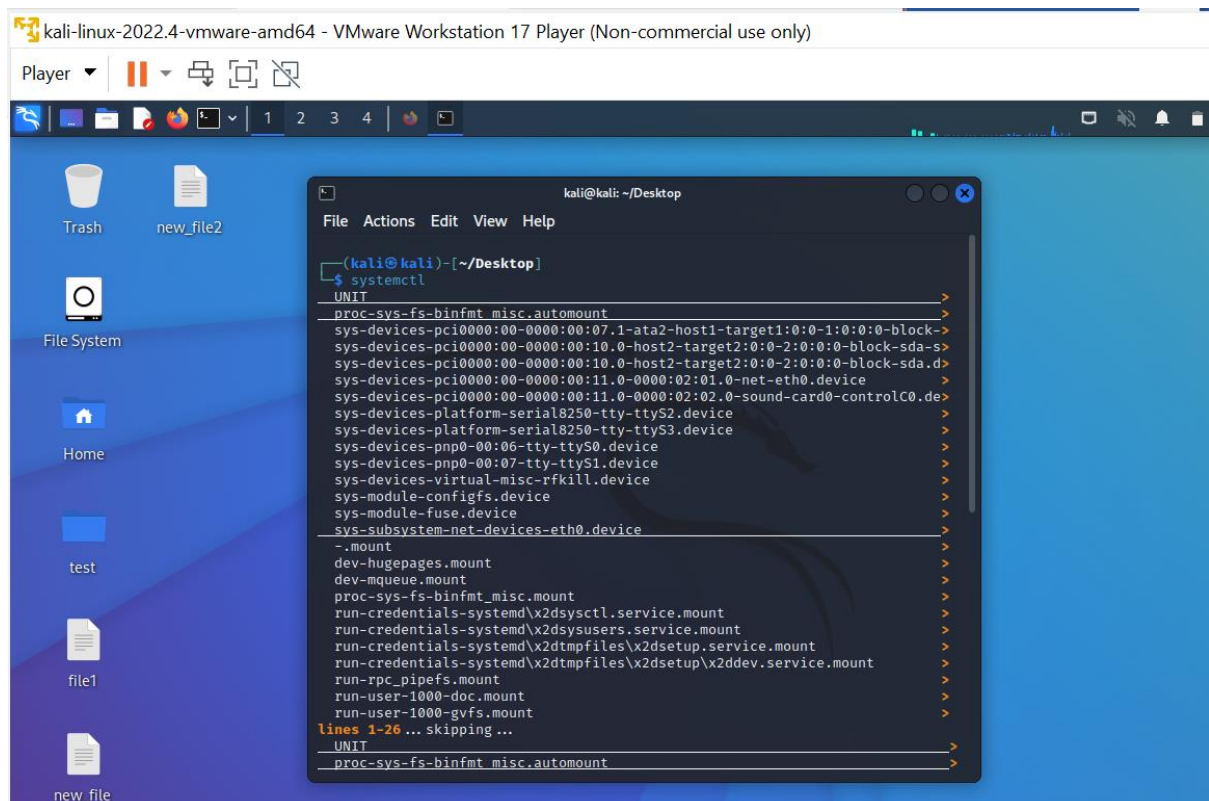 kali-linux-2022.4-vmware-amd64 - VMware Workstation 17 Player (Non-commercial use only)
Player
1 2 3 4
kali@kali: ~/Desktop
File Actions Edit View Help
Trash
new_file2
File System
Home
test
file1
new_file
┌──(kali㉿kali)-[~/Desktop]
└─$ systemctl
UNIT >
proc-sys-fs-binfmt_misc.automount >
sys-devices-pci0000:00-0000:00:07.1-ata2-host1-target1:0:0-1:0:0:0-block->
sys-devices-pci0000:00-0000:00:10.0-host2-target2:0:0-2:0:0:0-block-sda-s>
sys-devices-pci0000:00-0000:00:10.0-host2-target2:0:0-2:0:0:0-block-sda.d>
sys-devices-pci0000:00-0000:00:11.0-0000:02:01.0-net-eth0.device >
sys-devices-pci0000:00-0000:00:11.0-0000:02:02.0-sound-card0-controlC0.de>
sys-devices-platform-serial8250-tty-ttyS2.device >
sys-devices-platform-serial8250-tty-ttyS3.device >
sys-devices-pnp0-00:06-tty-ttyS0.device >
sys-devices-pnp0-00:07-tty-ttyS1.device >
sys-devices-virtual-misc-rfkill.device >
sys-module-configfs.device >
sys-module-fuse.device >
sys-subsystem-net-devices-eth0.device >
-.mount >
dev-hugepages.mount >
dev-mqueue.mount >
proc-sys-fs-binfmt_misc.mount >
run-credentials-systemd\x2dsysctl.service.mount >
run-credentials-systemd\x2dsysusers.service.mount >
run-credentials-systemd\x2dtmpfiles\x2dsetup.service.mount >
run-credentials-systemd\x2dtmpfiles\x2dsetup\x2ddev.service.mount >
run-rpc_pipefs.mount >
run-user-1000-doc.mount >
run-user-1000-gvfs.mount >
lines 1-26 ... skipping ...
UNIT >
proc-sys-fs-binfmt_misc.automount >